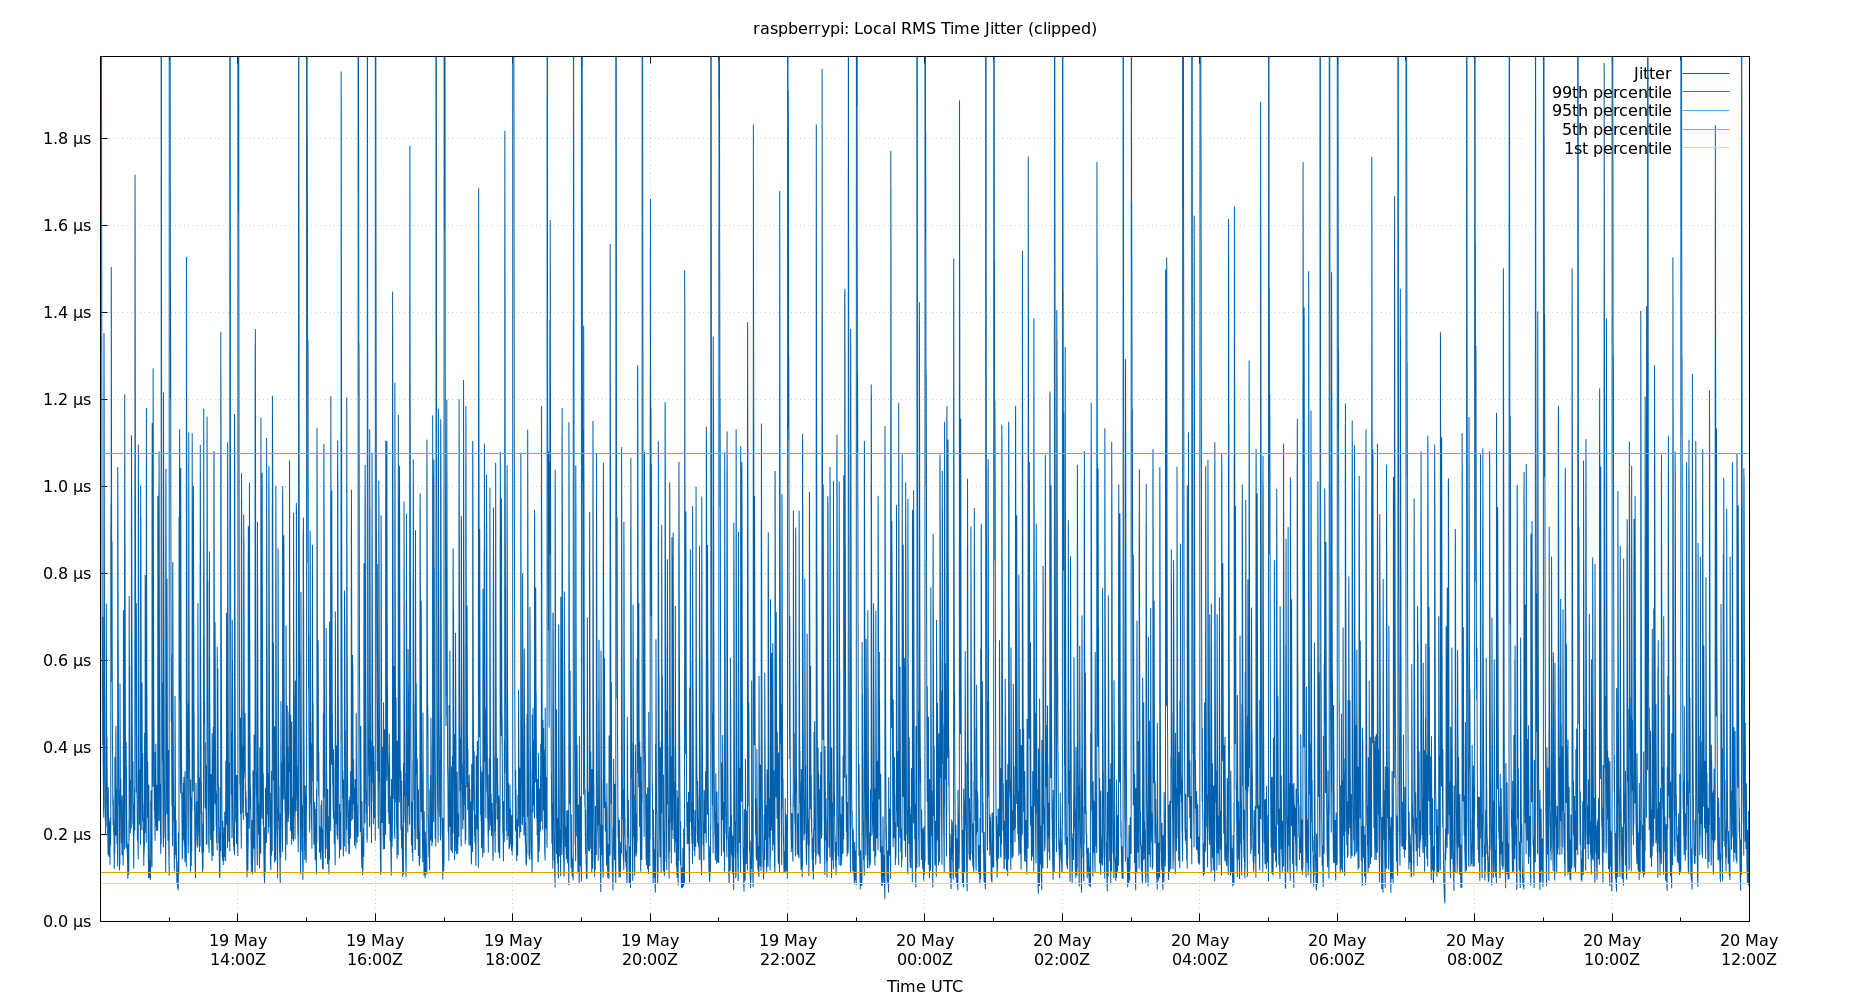 raspberrypi: Local RMS Time Jitter (clipped)
Jitter
99th percentile
95th percentile
5th percentile
1st percentile
1.8 µs
1.6 µs
1.4 µs
1.2 µs
1.0 µs
0.8 µs
0.6 µs
0.4 µs
0.2 µs
0.0 µs
19 May 19 May 19 May 19 May 19 May 20 May 20 May 20 May 20 May 20 May 20 May 20 May
14:00Z 16:00Z 18:00Z 20:00Z 22:00Z 00:00Z 02:00Z 04:00Z 06:00Z 08:00Z 10:00Z 12:00Z
Time UTC